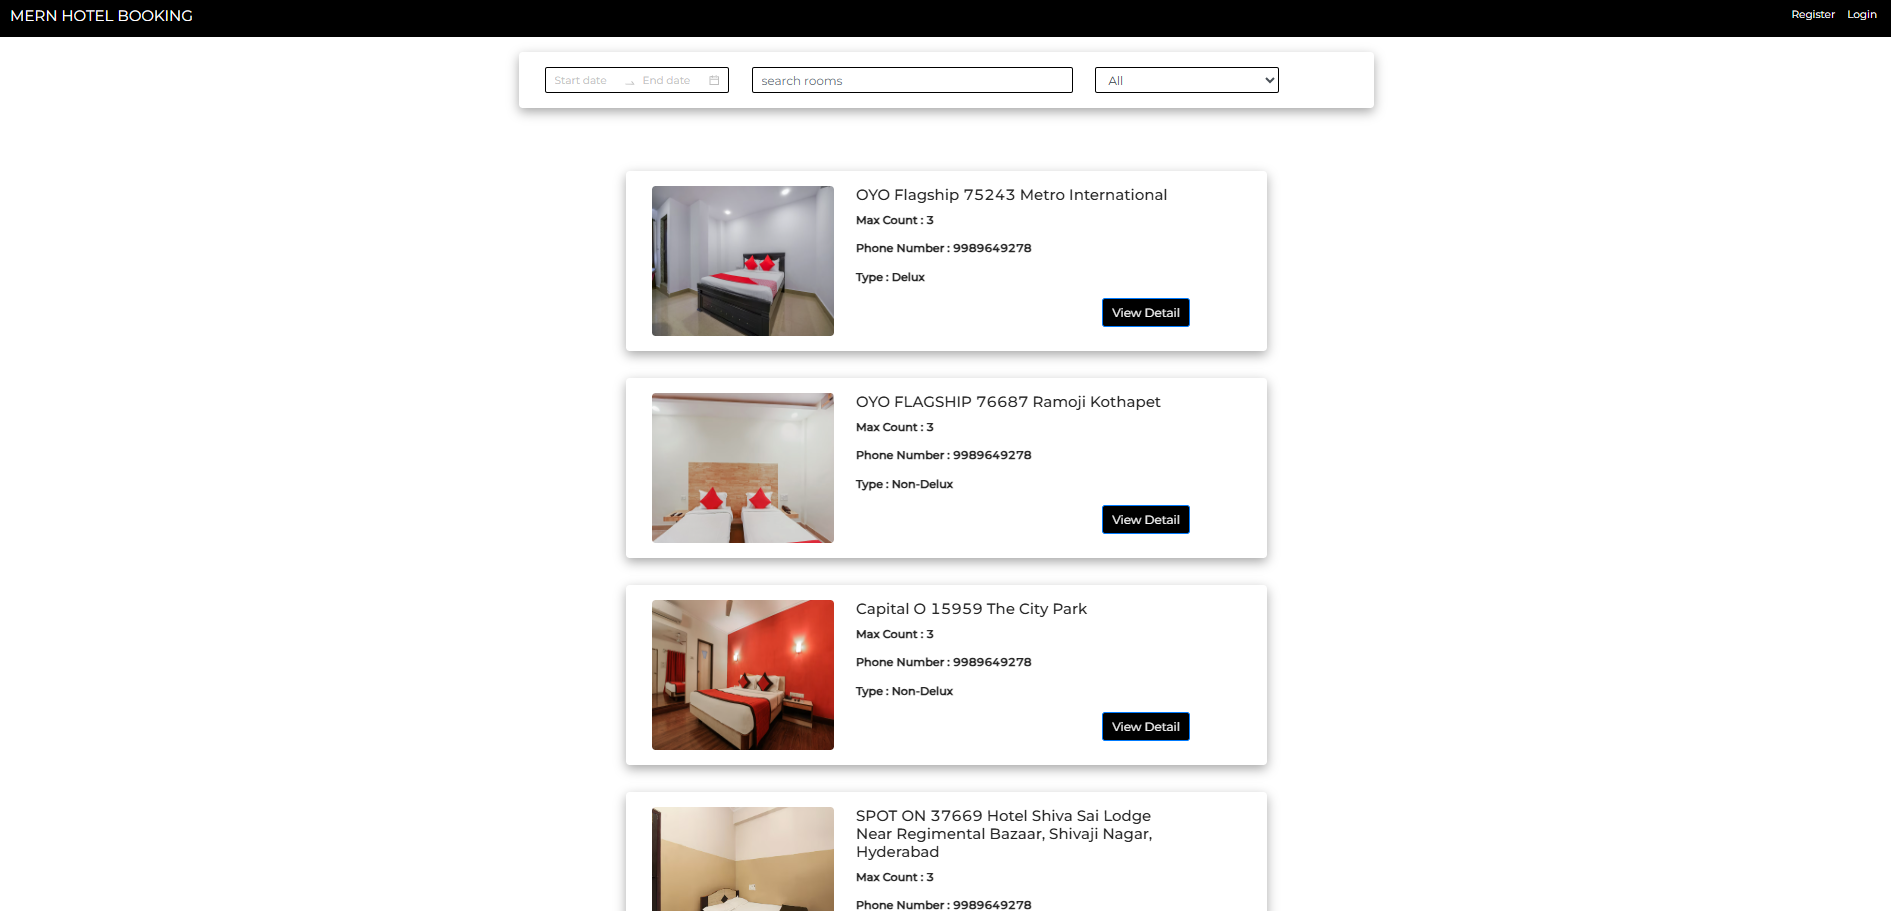 MERN HOTEL BOOKING
Register Login
Start date → End date
search rooms
All
OYO Flagship 75243 Metro International
Max Count : 3
Phone Number : 9989649278
Type : Delux
View Detail
OYO FLAGSHIP 76687 Ramoji Kothapet
Max Count : 3
Phone Number : 9989649278
Type : Non-Delux
View Detail
Capital O 15959 The City Park
Max Count : 3
Phone Number : 9989649278
Type : Non-Delux
View Detail
SPOT ON 37669 Hotel Shiva Sai Lodge
Near Regimental Bazaar, Shivaji Nagar,
Hyderabad
Max Count : 3
Phone Number : 9989649278